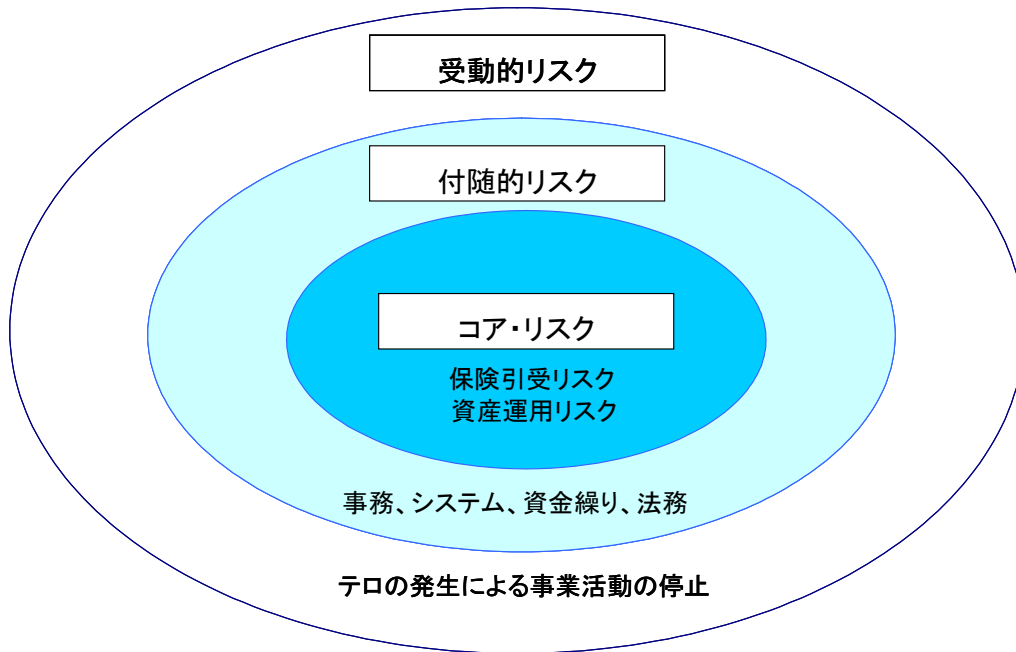 受動的リスク
付随的リスク
コア・リスク
保険引受リスク
資産運用リスク
事務、システム、資金繰り、法務
テロの発生による事業活動の停止